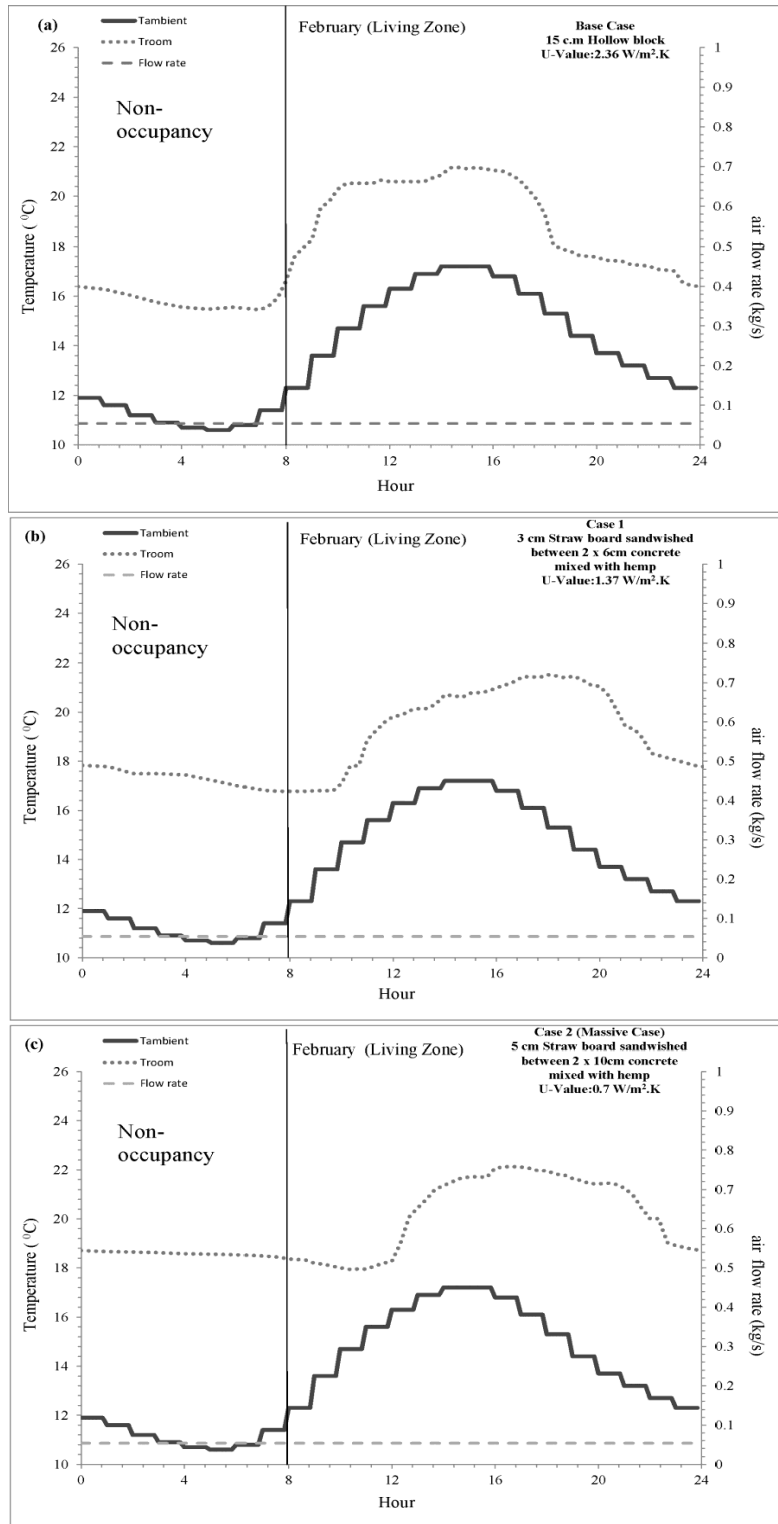 (a)
Tambient
Troom
Flow rate
February (Living Zone)
Base Case
15 c.m Hollow block
U-Value:2.36 W/m².K
Non-
occupancy
Temperature ( ⁰C)
26
24
22
20
18
16
14
12
10
air flow rate (kg/s)
1
0.9
0.8
0.7
0.6
0.5
0.4
0.3
0.2
0.1
0
0 4 8 12 16 20 24
Hour
(b)
Tambient
Troom
Flow rate
February (Living Zone)
Case 1
3 cm Straw board sandwished
between 2 x 6cm concrete
mixed with hemp
U-Value:1.37 W/m².K
Non-
occupancy
Temperature ( ⁰C)
26
24
22
20
18
16
14
12
10
air flow rate (kg/s)
1
0.9
0.8
0.7
0.6
0.5
0.4
0.3
0.2
0.1
0
0 4 8 12 16 20 24
Hour
(c)
Tambient
Troom
Flow rate
February (Living Zone)
Case 2 (Massive Case)
5 cm Straw board sandwished
between 2 x 10cm concrete
mixed with hemp
U-Value:0.7 W/m².K
Non-
occupancy
Temperature ( ⁰C)
26
24
22
20
18
16
14
12
10
air flow rate (kg/s)
1
0.9
0.8
0.7
0.6
0.5
0.4
0.3
0.2
0.1
0
0 4 8 12 16 20 24
Hour